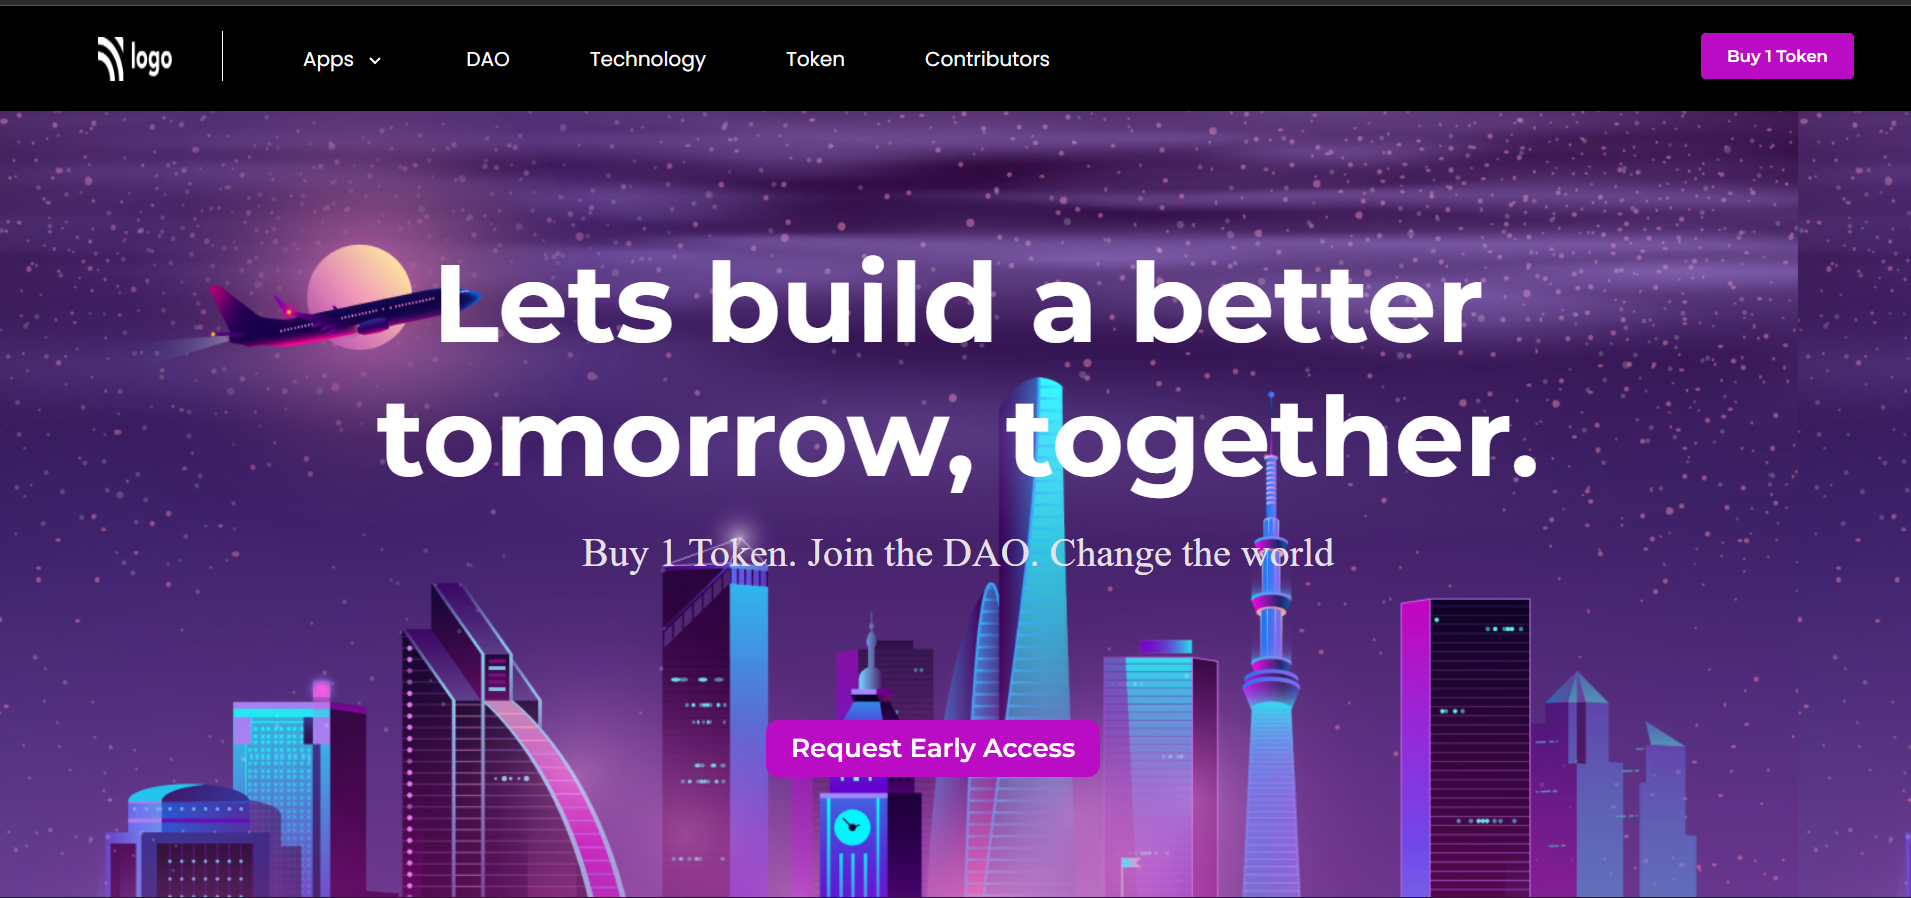 logo
Apps
DAO
Technology
Token
Contributors
Buy 1 Token
Lets build a better
tomorrow, together.
Buy 1 Token. Join the DAO. Change the world
Request Early Access